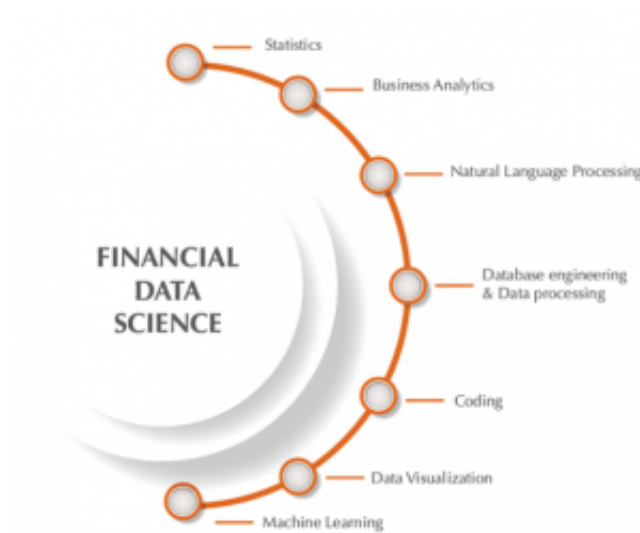 Statistics
Business Analytics
Natural Language Processing
FINANCIAL
DATA
SCIENCE
Database engineering
& Data processing
Coding
Data Visualization
Machine Learning